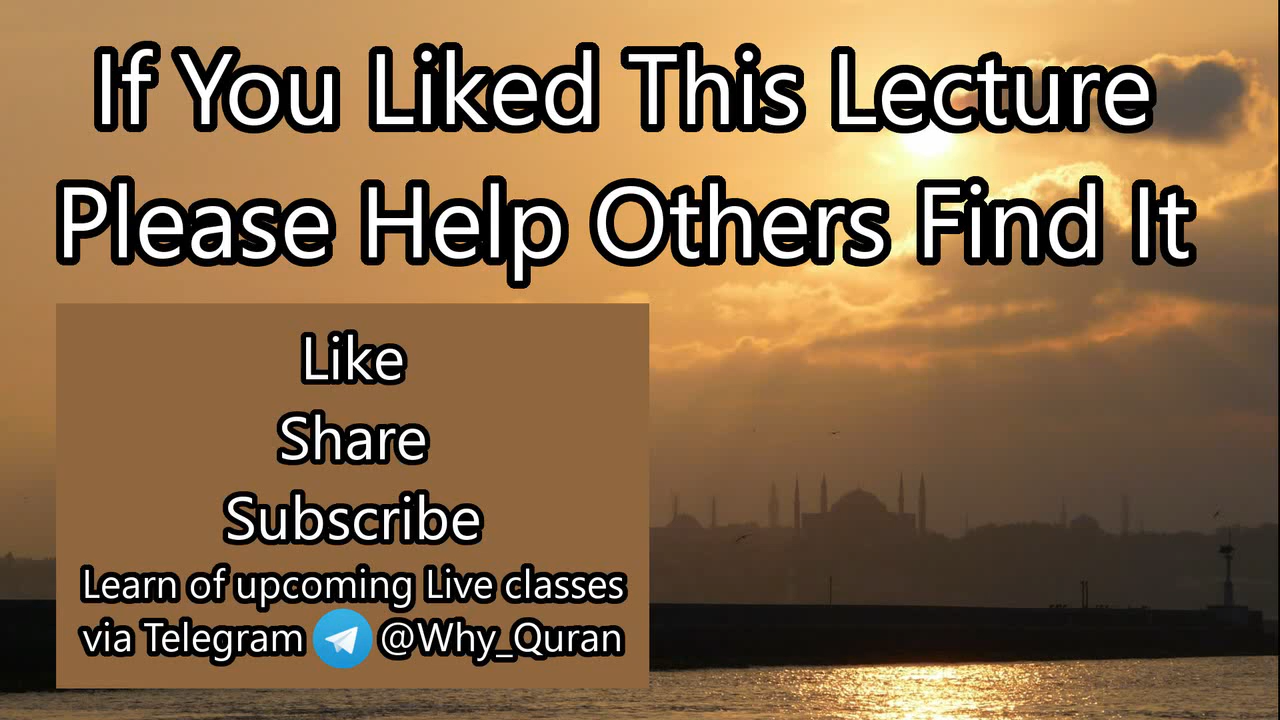 If You Liked This Lecture
Please Help Others Find It
Like
Share
Subscribe
Learn of upcoming Live classes
via Telegram @Why_Quran